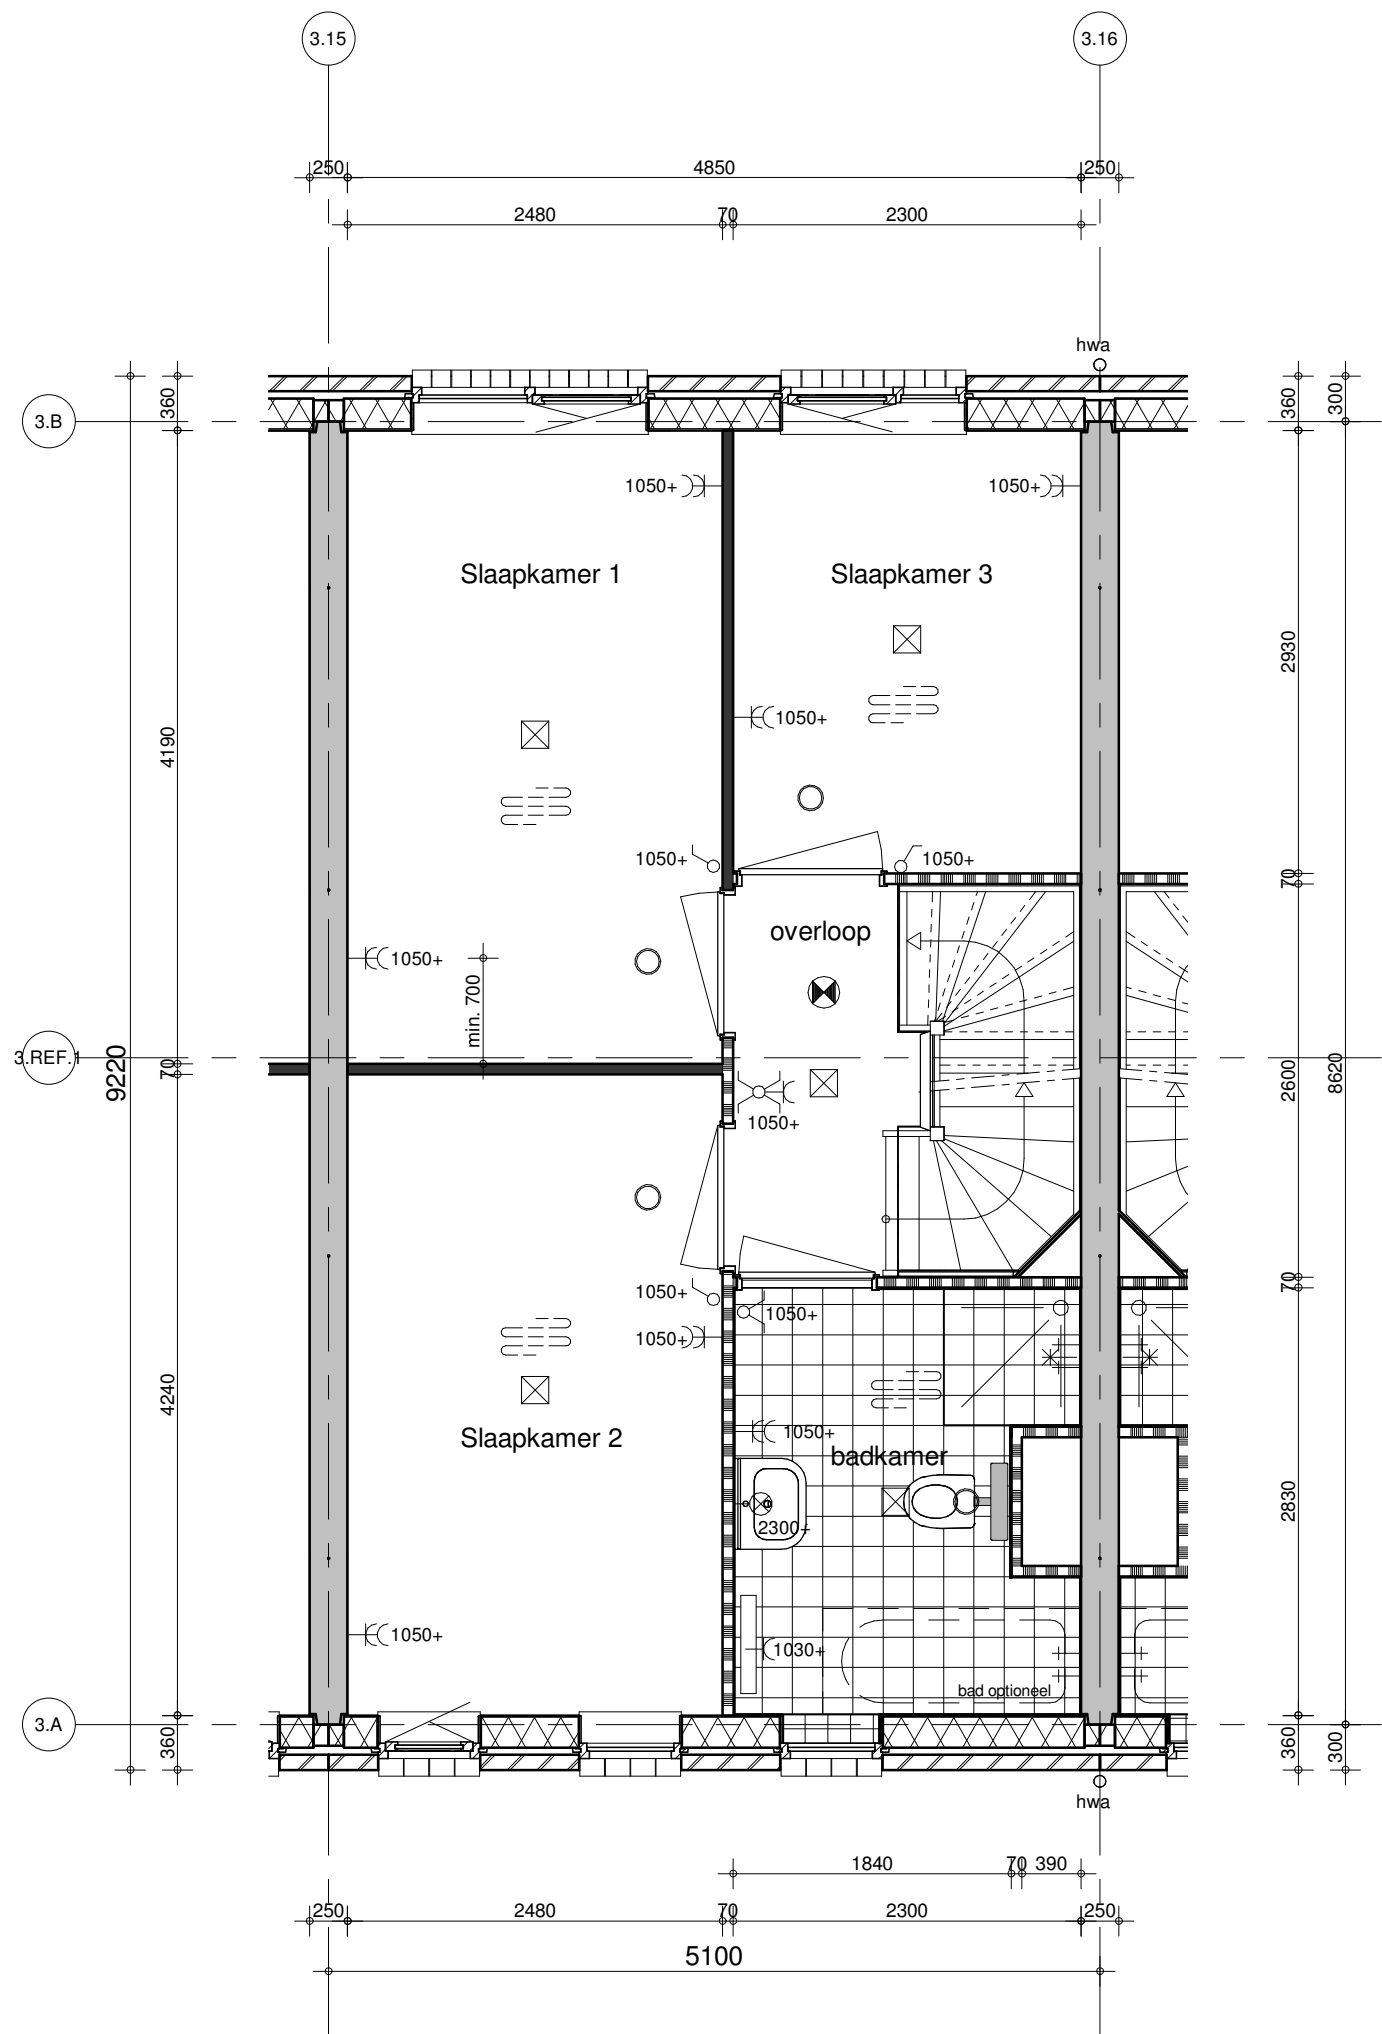 3.15 3.16
250 4850 250
2480 70 2300
hwa
360 360 300
3.B
1050+ 1050+
Slaapkamer 1 Slaapkamer 3
2930
1050+
4190
1050+ 1050+
70
overloop
1050+
min. 700
3.REF.1
9220 70 2600 8620
1050+
70
1050+ 1050+
1050+
4240
1050+
Slaapkamer 2 badkamer
2830
2300+
1050+ 1030+
bad optioneel
3.A
360 360 300
hwa
1840 70 390
250 2480 70 2300 250
5100